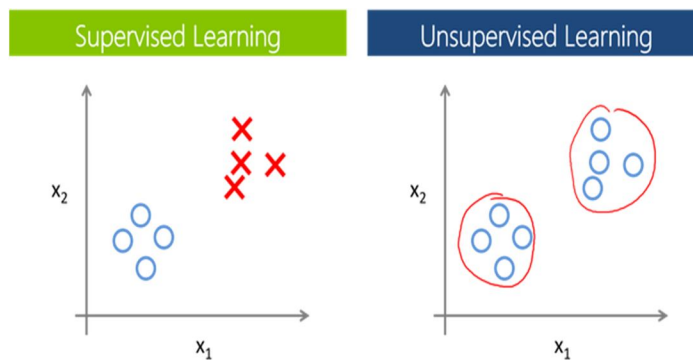 Supervised Learning
x2
x1
Unsupervised Learning
x2
x1